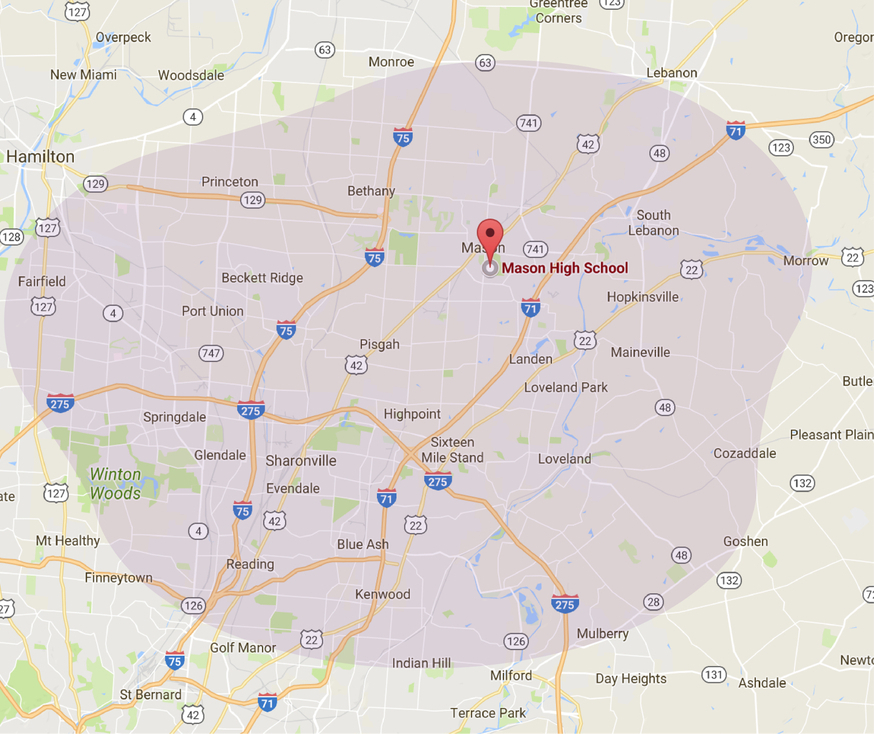 Greentree
Corners
123
127
Overpeck
Oregor
63
Monroe
63
New Miami
Woodsdale
Lebanon
4
741
71
75
42
123
350
Hamilton
48
129
Princeton
129
Bethany
South
Lebanon
127
128
Mason
741
75
Morrow
22
Mason High School
22
Fairfield
Beckett Ridge
123
127
4
Port Union
71
Hopkinsville
75
747
Pisgah
42
22
Landen
Maineville
Loveland Park
Butle
275
275
Springdale
Highpoint
48
Pleasant Plain
Sixteen
Mile Stand
Glendale
Sharonville
Loveland
Cozaddale
Winton
Woods
275
ate
127
Evendale
71
132
75
42
22
4
Mt Healthy
Blue Ash
Goshen
48
Reading
Finneytown
132
Kenwood
7
27
126
275
28
22
126
Mulberry
Golf Manor
75
Indian Hill
Newto
Milford
Day Heights
131
Ashdale
St Bernard
71
42
Terrace Park